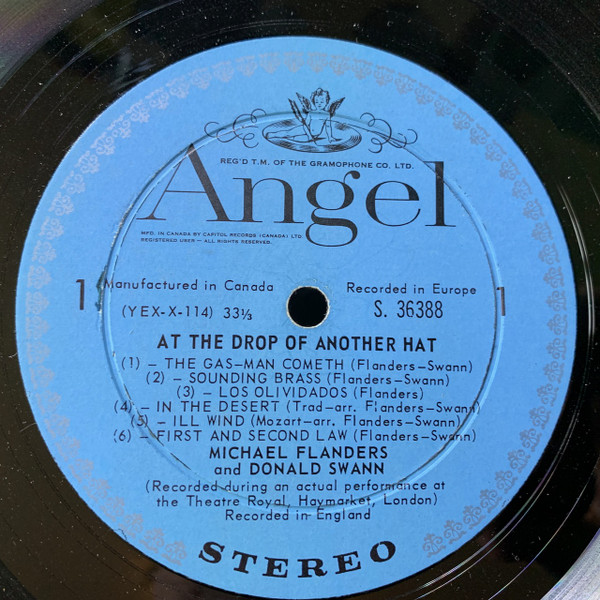 REG'D T.M. OF THE GRAMOPHONE CO. LTD.
Angel
MFD. IN CANADA BY CAPITOL RECORDS (CANADA) LTD.
REGISTERED USER — ALL RIGHTS RESERVED.
1 Manufactured in Canada Recorded in Europe 1
(YEX-X-114) 33⅓ S. 36388
AT THE DROP OF ANOTHER HAT
(1) – THE GAS-MAN COMETH (Flanders–Swann)
(2) – SOUNDING BRASS (Flanders–Swann)
(3) – LOS OLIVIDADOS (Flanders)
(4) – IN THE DESERT (Trad–arr. Flanders–Swann)
(5) – ILL WIND (Mozart–arr. Flanders–Swann)
(6) – FIRST AND SECOND LAW (Flanders–Swann)
MICHAEL FLANDERS
and DONALD SWANN
(Recorded during an actual performance at
the Theatre Royal, Haymarket, London)
Recorded in England
STEREO